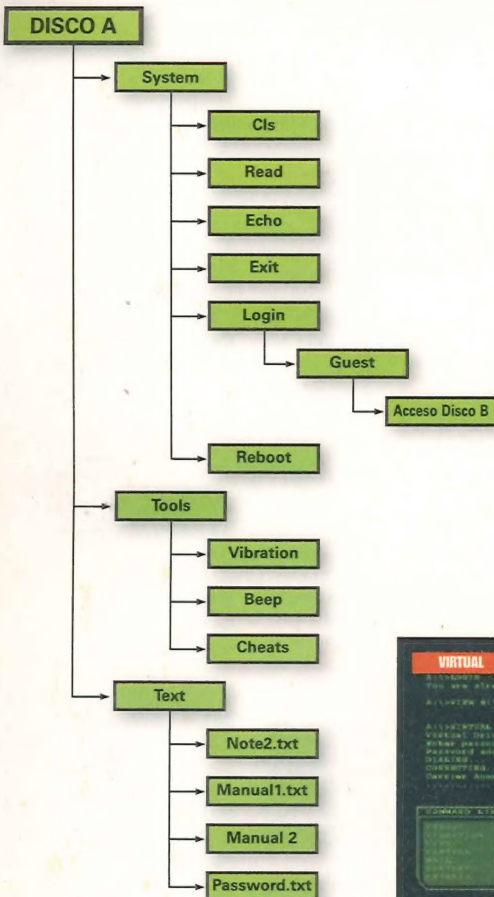 DISCO A
System
Cls
Read
Echo
Exit
Login
Guest
Acceso Disco B
Reboot
Tools
Vibration
Beep
Cheats
Text
Note2.txt
Manual1.txt
Manual 2
Password.txt
VIRTUAL